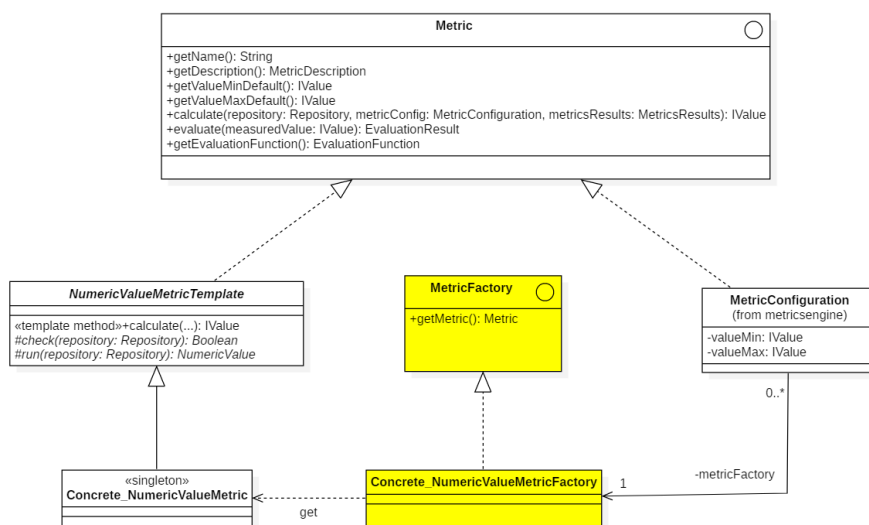 Metric
+getName(): String
+getDescription(): MetricDescription
+getValueMinDefault(): IValue
+getValueMaxDefault(): IValue
+calculate(repository: Repository, metricConfig: MetricConfiguration, metricsResults: MetricsResults): IValue
+evaluate(measuredValue: IValue): EvaluationResult
+getEvaluationFunction(): EvaluationFunction
NumericValueMetricTemplate
«template method»+calculate(...): IValue
#check(repository: Repository): Boolean
#run(repository: Repository): NumericValue
MetricFactory
+getMetric(): Metric
MetricConfiguration
(from metricsengine)
-valueMin: IValue
-valueMax: IValue
0..*
-metricFactory
1
«singleton»
Concrete_NumericValueMetric
get
Concrete_NumericValueMetricFactory